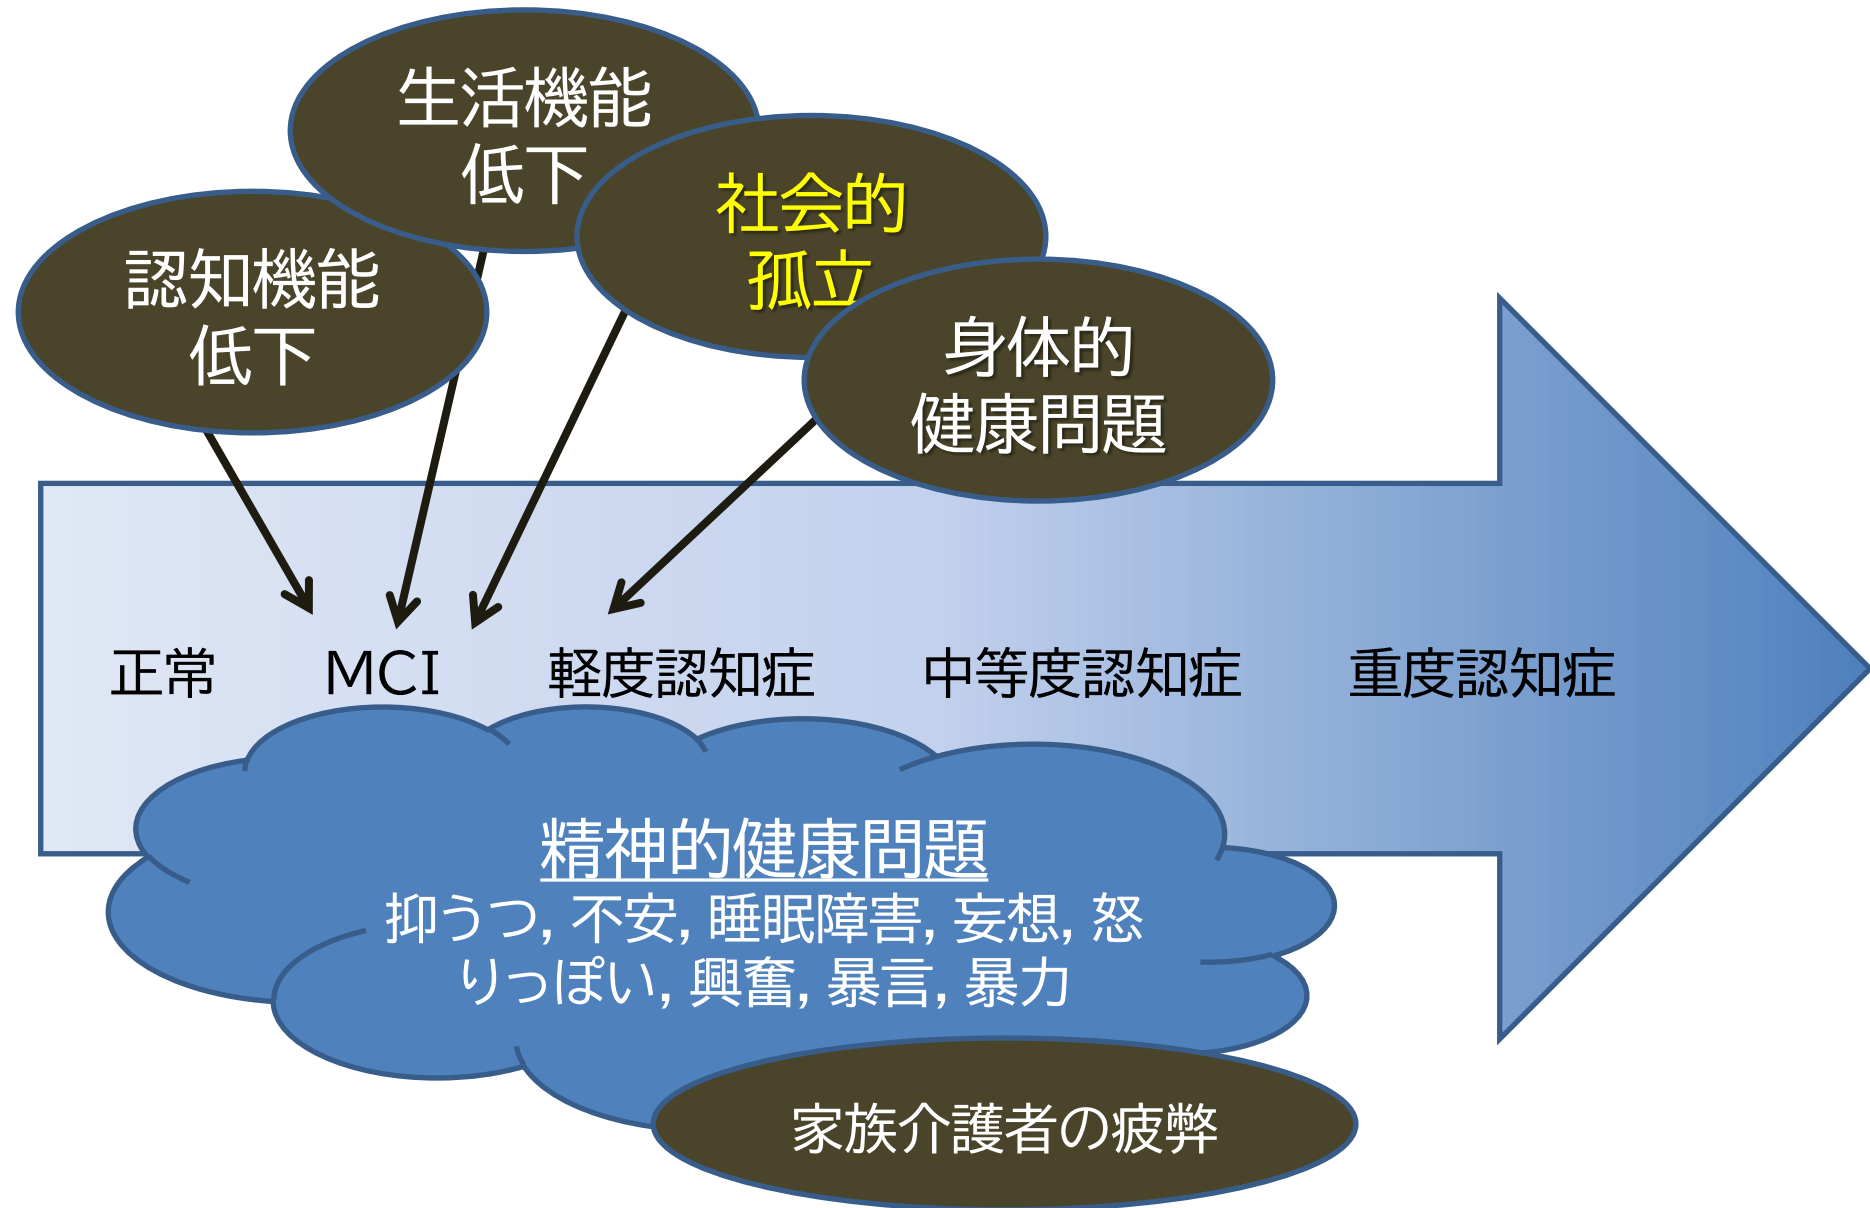 生活機能
低下
社会的
孤立
認知機能
低下
身体的
健康問題
正常 MCI 軽度認知症 中等度認知症 重度認知症
精神的健康問題
抑うつ, 不安, 睡眠障害, 妄想, 怒
りっぽい, 興奮, 暴言, 暴力
家族介護者の疲弊